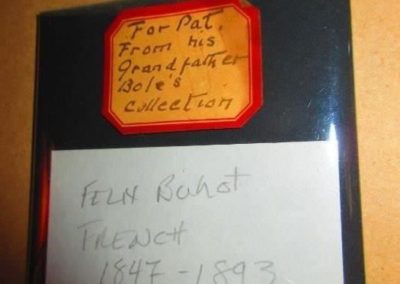 For Pat.
From his
grandfather
Bole's
collection
FELIX Buhot
FRENCH
1847-1893